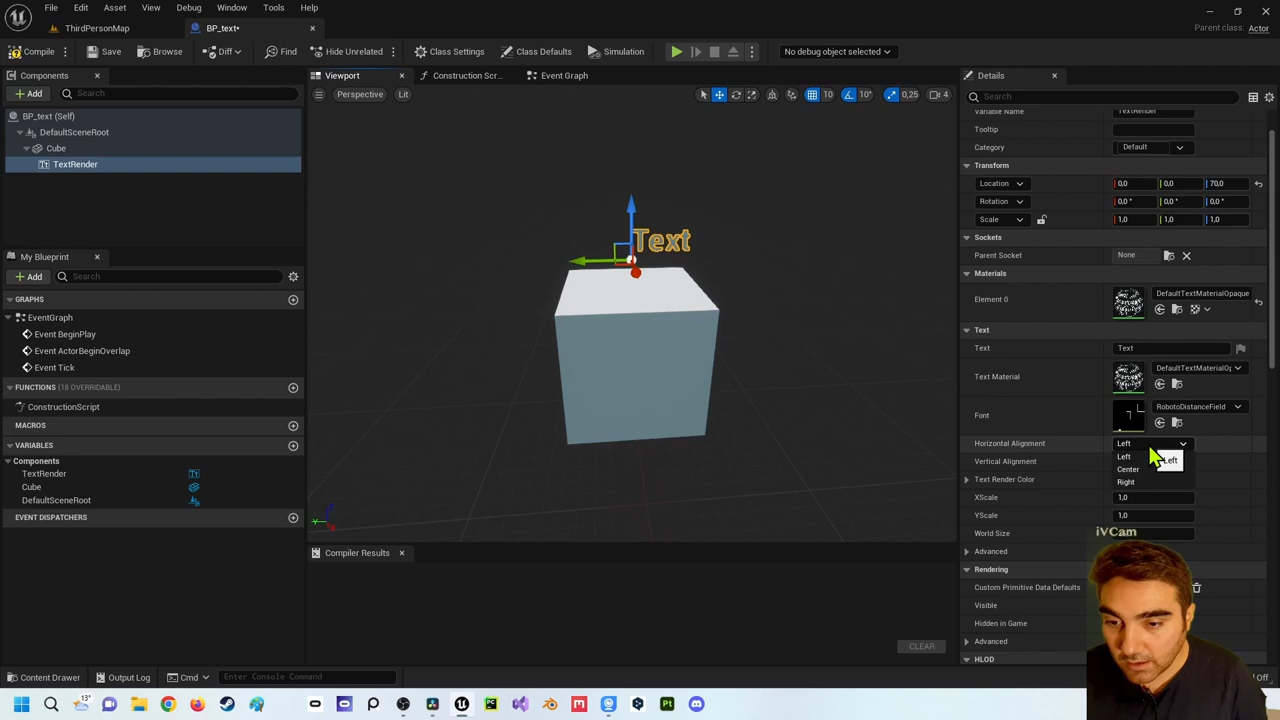 File Edit Asset View Debug Window Tools Help
ThirdPersonMap
BP_text•
Parent class: Actor
Compile
Save
Browse
Diff
Find
Hide Unrelated
Class Settings
Class Defaults
Simulation
No debug object selected
Components
Add
Search
BP_text (Self)
DefaultSceneRoot
Cube
TextRender
My Blueprint
Add
Search
GRAPHS
EventGraph
Event BeginPlay
Event ActorBeginOverlap
Event Tick
FUNCTIONS (18 OVERRIDABLE)
ConstructionScript
MACROS
VARIABLES
Components
TextRender
Cube
DefaultSceneRoot
EVENT DISPATCHERS
Viewport
Construction Scr...
Event Graph
Perspective
Lit
10
10°
0,25
4
Text
Compiler Results
CLEAR
Details
Search
Variable Name TextRender
Tooltip
Category Default
Transform
Location 0,0 0,0 70,0
Rotation 0,0 ° 0,0 ° 0,0 °
Scale 1,0 1,0 1,0
Sockets
Parent Socket None
Materials
Element 0 DefaultTextMaterialOpaque
Text
Text Text
Text Material DefaultTextMaterialOp
Font RobotoDistanceField
Horizontal Alignment Left
Left
Left
Center
Right
Vertical Alignment
Text Render Color
XScale 1,0
YScale 1,0
World Size
Advanced
Rendering
Custom Primitive Data Defaults
Visible
Hidden in Game
Advanced
HLOD
iVCam
Content Drawer
Output Log
Cmd
Enter Console Command
Off
13°